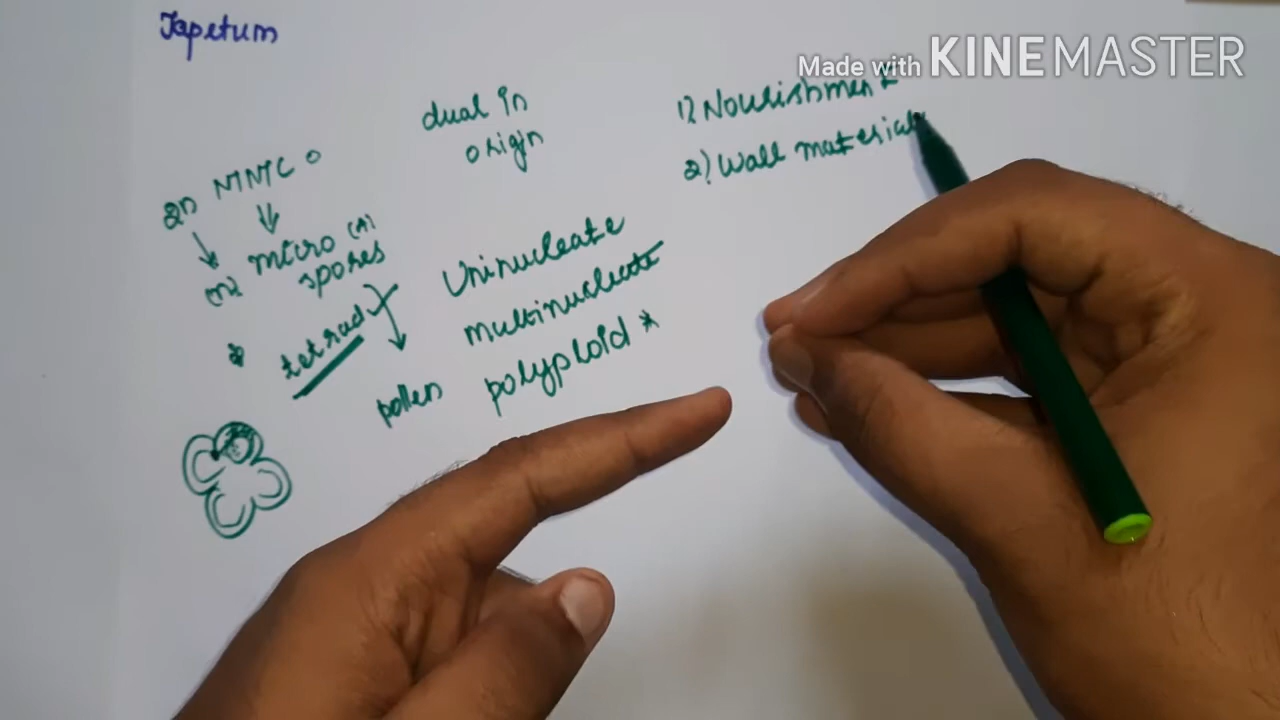 Tapetum
Made with KINEMASTER
dual in
origin
1) Nourishment
2) Wall materials
2n MMC
(n) micro (n)
spores
tetrad
pollen
Uninucleate
multinucleate
polyploid *